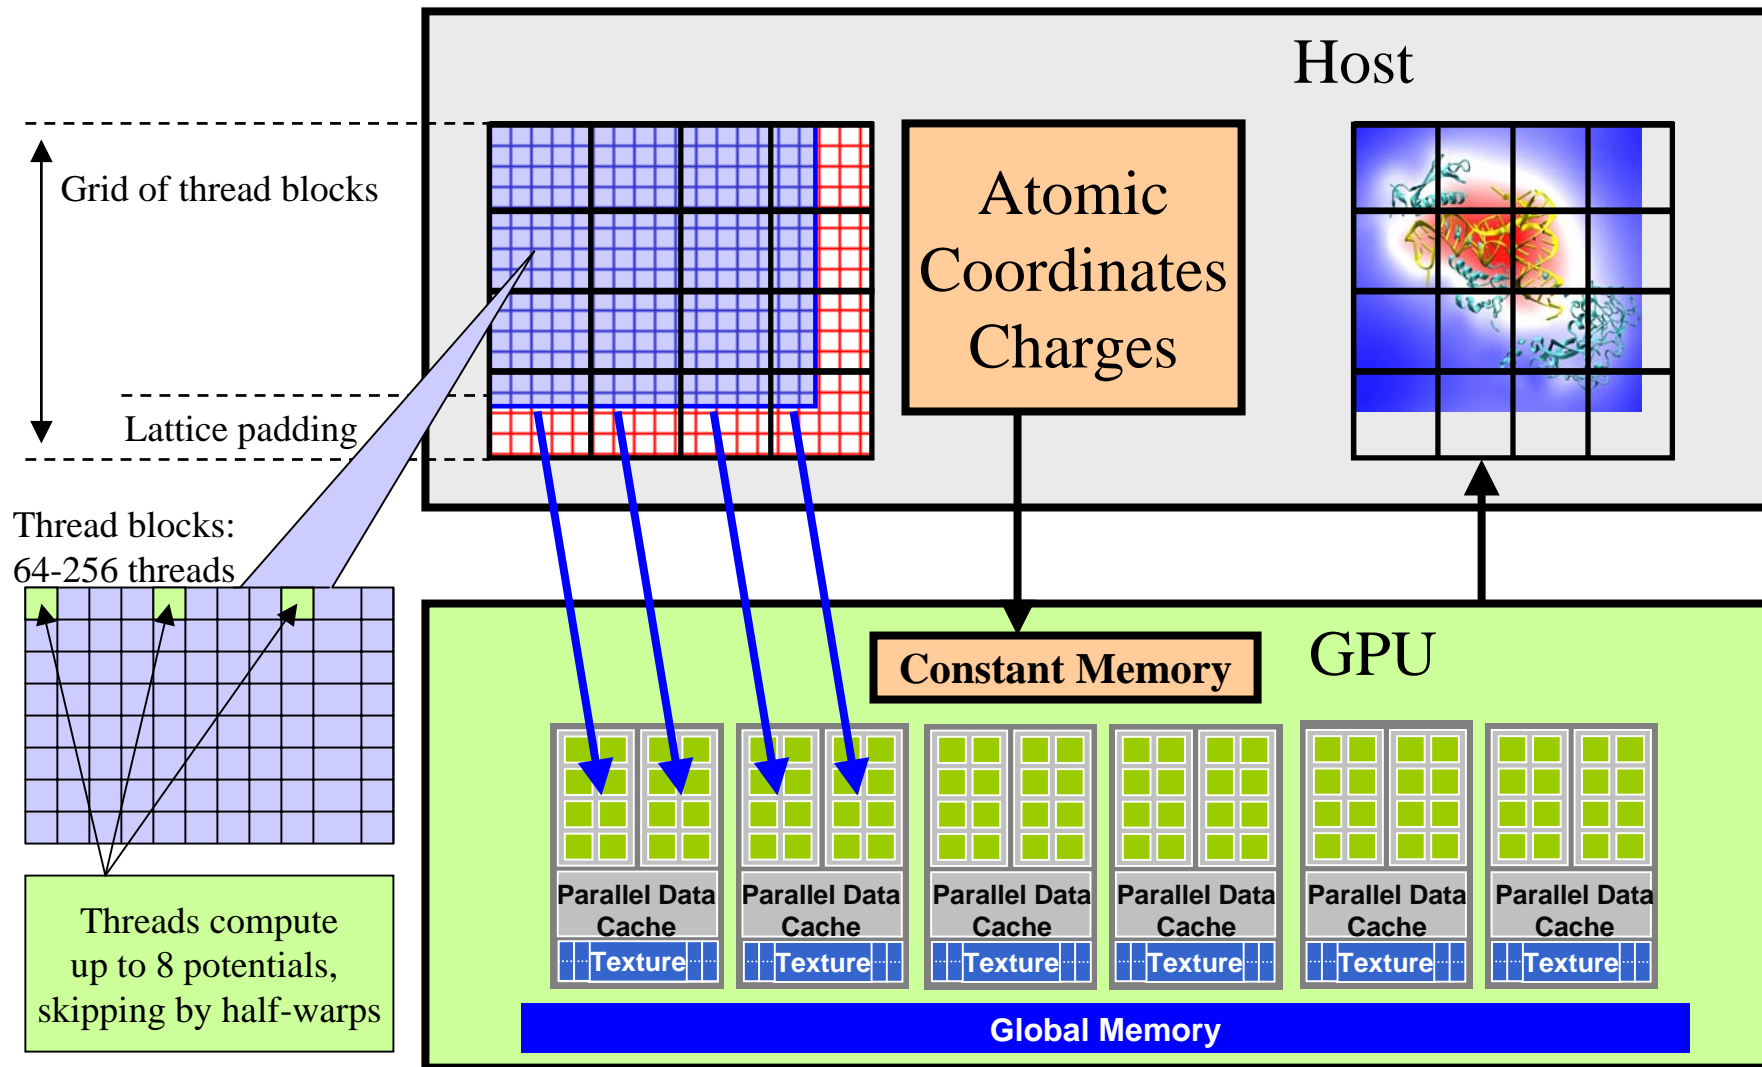 Host
Grid of thread blocks
Atomic
Coordinates
Charges
Lattice padding
Thread blocks:
64-256 threads
Constant Memory
GPU
Threads compute
up to 8 potentials,
skipping by half-warps
Parallel Data
Cache
Texture
Parallel Data
Cache
Texture
Parallel Data
Cache
Texture
Parallel Data
Cache
Texture
Parallel Data
Cache
Texture
Parallel Data
Cache
Texture
Global Memory